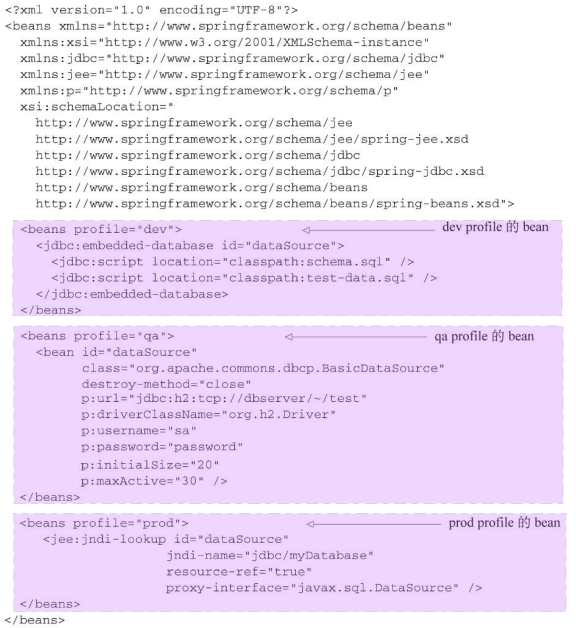 <?xml version="1.0" encoding="UTF-8"?>
<beans xmlns="http://www.springframework.org/schema/beans"
  xmlns:xsi="http://www.w3.org/2001/XMLSchema-instance"
  xmlns:jdbc="http://www.springframework.org/schema/jdbc"
  xmlns:jee="http://www.springframework.org/schema/jee"
  xmlns:p="http://www.springframework.org/schema/p"
  xsi:schemaLocation="
    http://www.springframework.org/schema/jee
    http://www.springframework.org/schema/jee/spring-jee.xsd
    http://www.springframework.org/schema/jdbc
    http://www.springframework.org/schema/jdbc/spring-jdbc.xsd
    http://www.springframework.org/schema/beans
    http://www.springframework.org/schema/beans/spring-beans.xsd">
  <beans profile="dev"> dev profile 的 bean
    <jdbc:embedded-database id="dataSource">
      <jdbc:script location="classpath:schema.sql" />
      <jdbc:script location="classpath:test-data.sql" />
    </jdbc:embedded-database>
  </beans>
  <beans profile="qa"> qa profile 的 bean
    <bean id="dataSource"
          class="org.apache.commons.dbcp.BasicDataSource"
          destroy-method="close"
          p:url="jdbc:h2:tcp://dbserver/~/test"
          p:driverClassName="org.h2.Driver"
          p:username="sa"
          p:password="password"
          p:initialSize="20"
          p:maxActive="30" />
  </beans>
  <beans profile="prod"> prod profile 的 bean
    <jee:jndi-lookup id="dataSource"
                     jndi-name="jdbc/myDatabase"
                     resource-ref="true"
                     proxy-interface="javax.sql.DataSource" />
  </beans>
</beans>